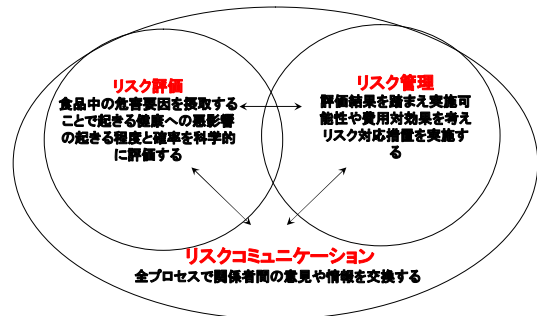 リスク評価
食品中の危害要因を摂取する
ことで起きる健康への悪影響
の起きる程度と確率を科学的
に評価する
リスク管理
評価結果を踏まえ実施可
能性や費用対効果を考え
リスク対応措置を実施す
る
リスクコミュニケーション
全プロセスで関係者間の意見や情報を交換する